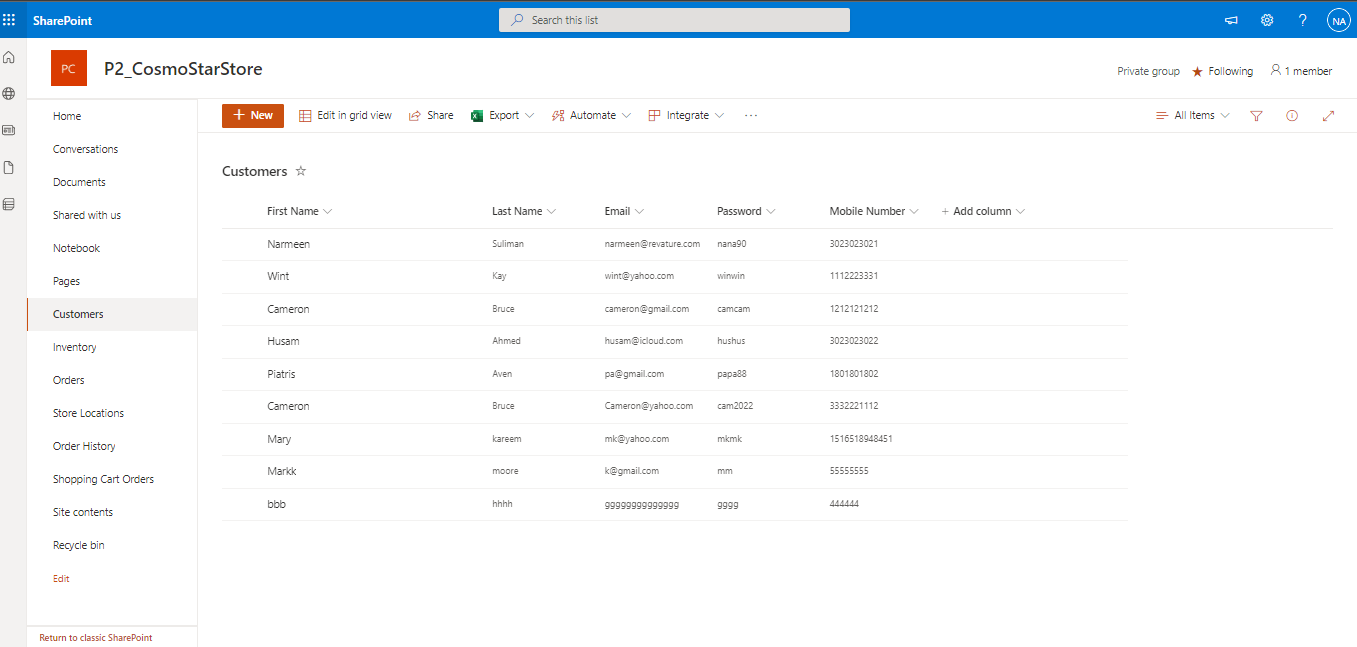 SharePoint
Search this list
?
NA
PC
P2_CosmoStarStore
Private group
Following
1 member
Home
Conversations
Documents
Shared with us
Notebook
Pages
Customers
Inventory
Orders
Store Locations
Order History
Shopping Cart Orders
Site contents
Recycle bin
Edit
Return to classic SharePoint
+ New
Edit in grid view
Share
Export
Automate
Integrate
...
All Items
Customers
First Name Last Name Email Password Mobile Number + Add column
Narmeen Suliman narmeen@revature.com nana90 3023023021
Wint Kay wint@yahoo.com winwin 1112223331
Cameron Bruce cameron@gmail.com camcam 1212121212
Husam Ahmed husam@icloud.com hushus 3023023022
Piatris Aven pa@gmail.com papa88 1801801802
Cameron Bruce Cameron@yahoo.com cam2022 3332221112
Mary kareem mk@yahoo.com mkmk 1516518948451
Markk moore k@gmail.com mm 55555555
bbb hhhh gggggggggggggg gggg 444444